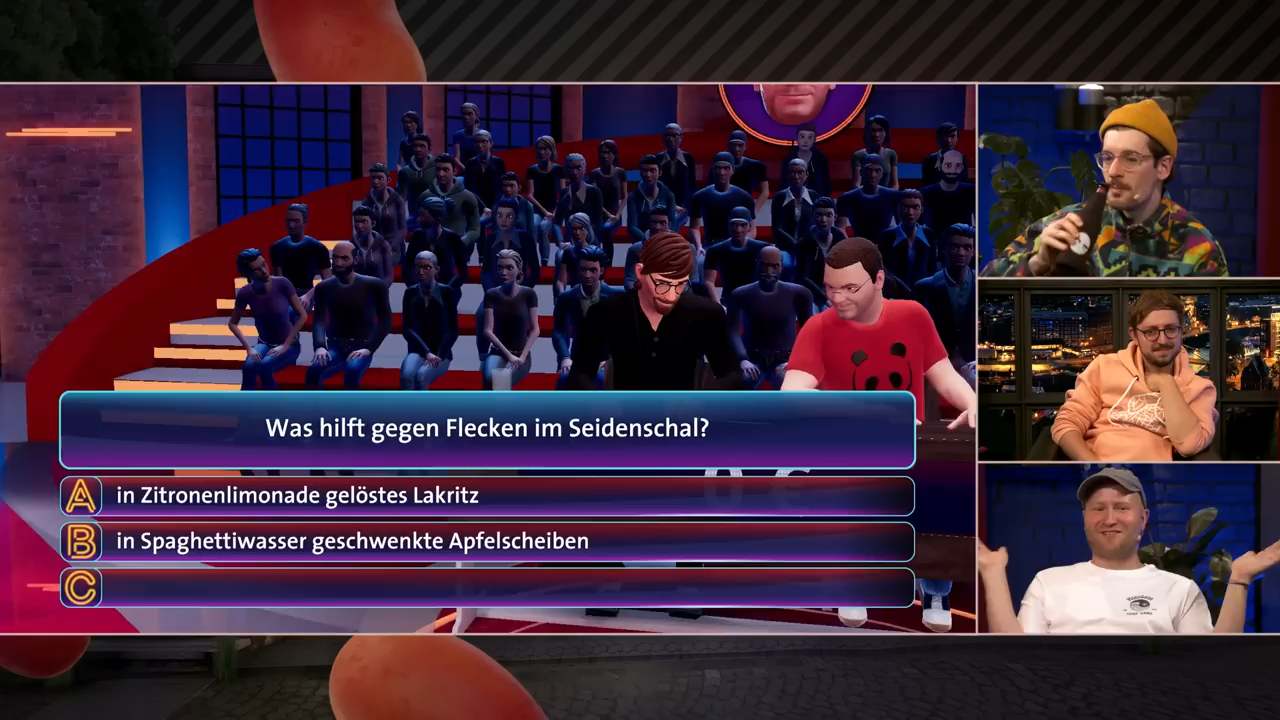 Was hilft gegen Flecken im Seidenschal?
A in Zitronenlimonade gelöstes Lakritz
B in Spaghettiwasser geschwenkte Apfelscheiben
C